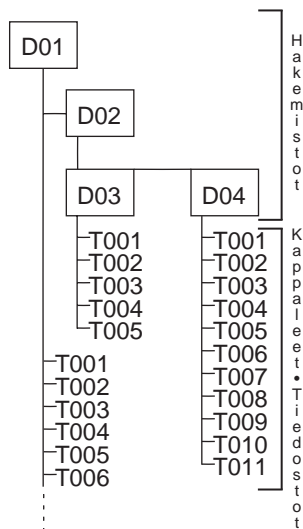 D01
D02
D03
D04
T001
T002
T003
T004
T005
T001
T002
T003
T004
T005
T006
T007
T008
T009
T010
T011
T001
T002
T003
T004
T005
T006
Hakemistot
Kappaleet•Tiedostot